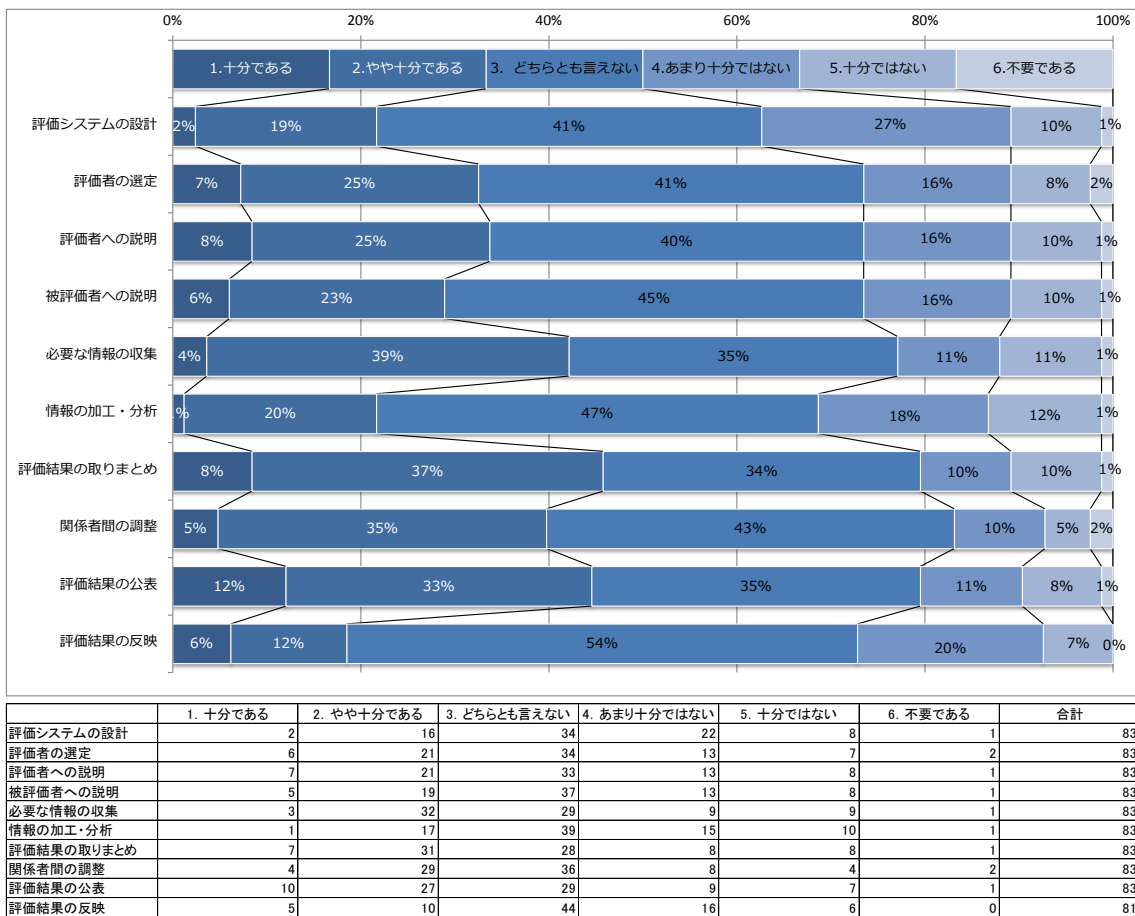 0% 20% 40% 60% 80% 100%
1.十分である 2.やや十分である 3. どちらとも言えない 4.あまり十分ではない 5.十分ではない 6.不要である
評価システムの設計 2% 19% 41% 27% 10% 1%
評価者の選定 7% 25% 41% 16% 8% 2%
評価者への説明 8% 25% 40% 16% 10% 1%
被評価者への説明 6% 23% 45% 16% 10% 1%
必要な情報の収集 4% 39% 35% 11% 11% 1%
情報の加工・分析 1% 20% 47% 18% 12% 1%
評価結果の取りまとめ 8% 37% 34% 10% 10% 1%
関係者間の調整 5% 35% 43% 10% 5% 2%
評価結果の公表 12% 33% 35% 11% 8% 1%
評価結果の反映 6% 12% 54% 20% 7% 0%
1. 十分である 2. やや十分である 3. どちらとも言えない 4. あまり十分ではない 5. 十分ではない 6. 不要である 合計
評価システムの設計 2 16 34 22 8 1 83
評価者の選定 6 21 34 13 7 2 83
評価者への説明 7 21 33 13 8 1 83
被評価者への説明 5 19 37 13 8 1 83
必要な情報の収集 3 32 29 9 9 1 83
情報の加工・分析 1 17 39 15 10 1 83
評価結果の取りまとめ 7 31 28 8 8 1 83
関係者間の調整 4 29 36 8 4 2 83
評価結果の公表 10 27 29 9 7 1 83
評価結果の反映 5 10 44 16 6 0 81